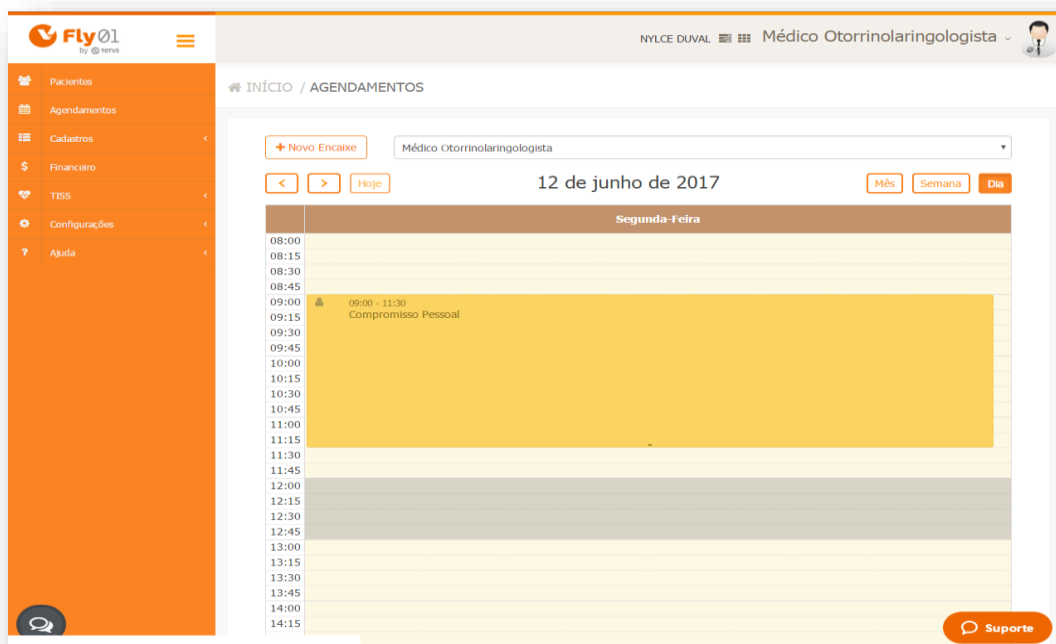 Fly01
by TOTVS
NYLCE DUVAL
Médico Otorrinolaringologista
Pacientes
Agendamentos
Cadastros
$ Financeiro
TISS
Configurações
? Ajuda
INÍCIO / AGENDAMENTOS
+ Novo Encaixe
Médico Otorrinolaringologista
< > Hoje
12 de junho de 2017
Mês Semana Dia
Segunda-Feira
08:00
08:15
08:30
08:45
09:00
09:00 - 11:30
09:15
Compromisso Pessoal
09:30
09:45
10:00
10:15
10:30
10:45
11:00
11:15
11:30
11:45
12:00
12:15
12:30
12:45
13:00
13:15
13:30
13:45
14:00
14:15
Suporte